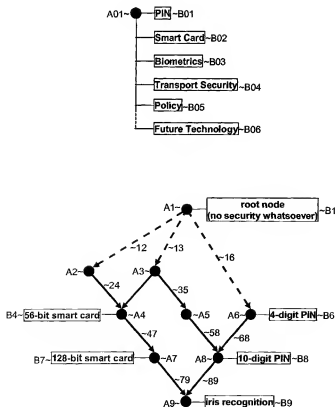 A01~ PIN ~B01
Smart Card ~B02
Biometrics ~B03
Transport Security ~B04
Policy ~B05
Future Technology ~B06
A1~ root node
(no security whatsoever) ~B1
~12 ~13 ~16
A2~ A3~
~24 ~35
B4~ 56-bit smart card ~A4 ~A5 A6~ 4-digit PIN ~B6
~47 ~58 ~68
B7~ 128-bit smart card ~A7 A8~ 10-digit PIN ~B8
~79 ~89
A9~ iris recognition ~B9